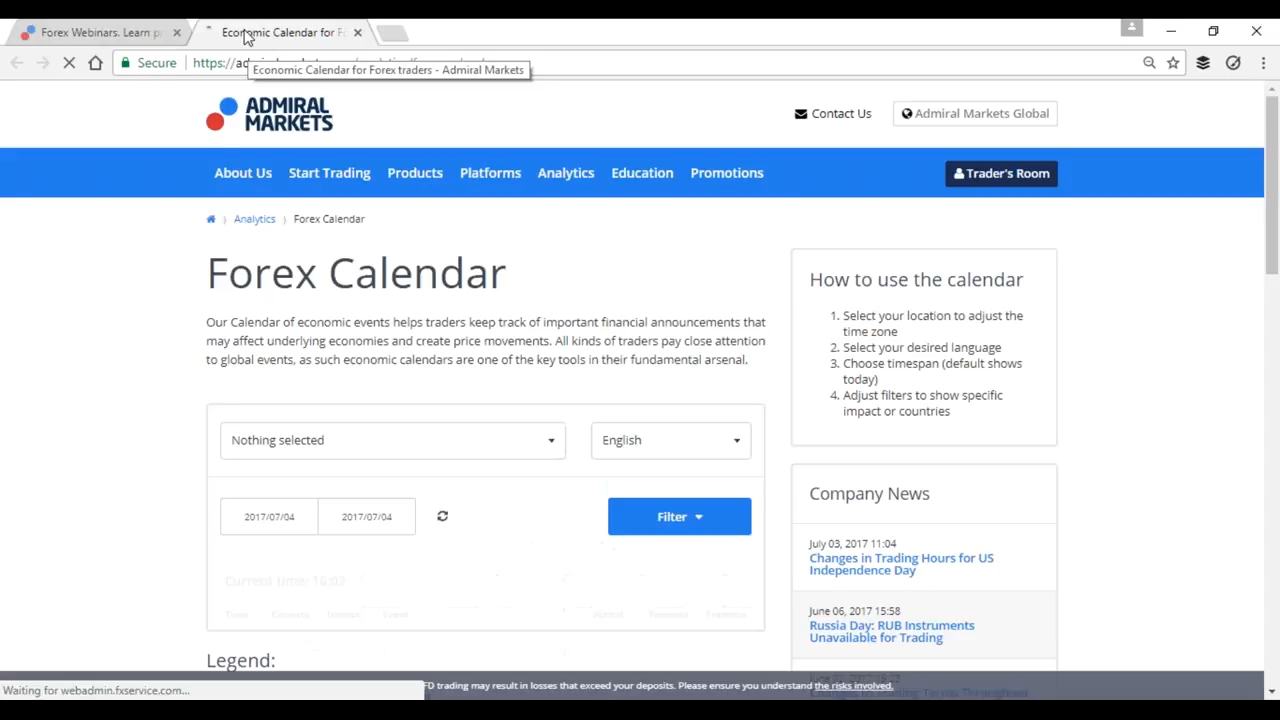 Forex Webinars. Learn p
Economic Calendar for Fo
Secure
https://ad
Economic Calendar for Forex traders - Admiral Markets
ADMIRAL
MARKETS
Contact Us
Admiral Markets Global
About Us
Start Trading
Products
Platforms
Analytics
Education
Promotions
Trader's Room
Analytics
Forex Calendar
Forex Calendar
Our Calendar of economic events helps traders keep track of important financial announcements that
may affect underlying economies and create price movements. All kinds of traders pay close attention
to global events, as such economic calendars are one of the key tools in their fundamental arsenal.
Nothing selected
English
2017/07/04
2017/07/04
Filter
Current time: 16:02
Legend:
How to use the calendar
1. Select your location to adjust the
time zone
2. Select your desired language
3. Choose timespan (default shows
today)
4. Adjust filters to show specific
impact or countries
Company News
July 03, 2017 11:04
Changes in Trading Hours for US
Independence Day
June 06, 2017 15:58
Russia Day: RUB Instruments
Unavailable for Trading
Waiting for webadmin.fxservice.com...
FD trading may result in losses that exceed your deposits. Please ensure you understand the risks involved.